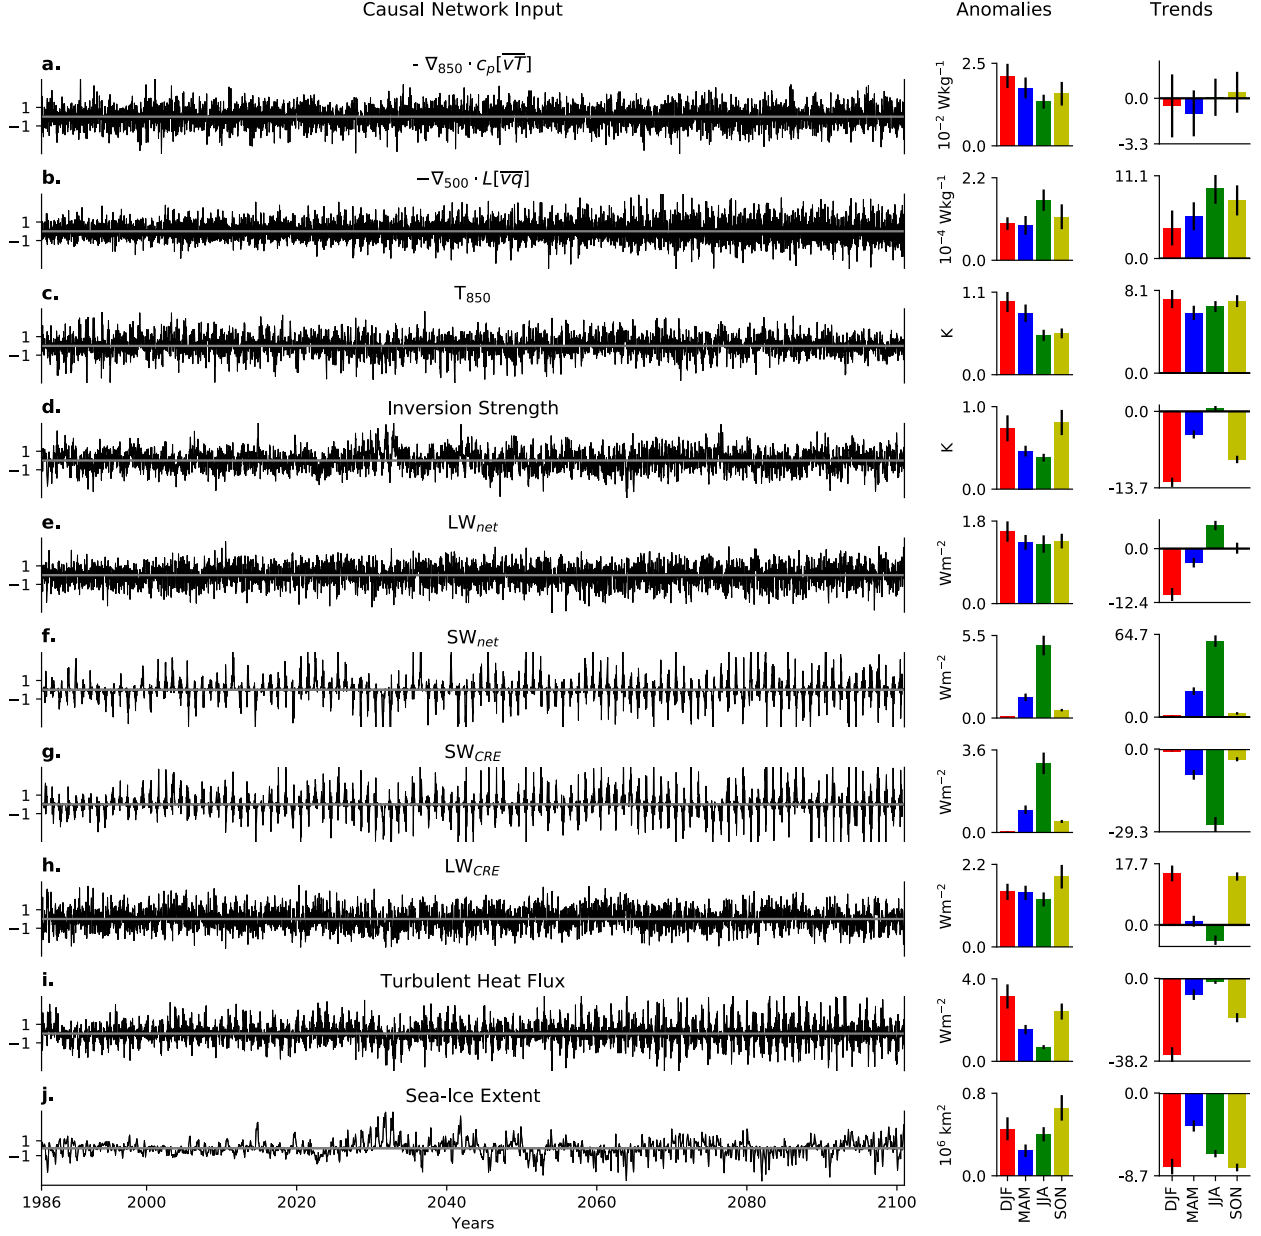 Causal Network Input Anomalies Trends
a. - ∇₈₅₀ · cₚ[v̅T̅]
1
−1
10⁻² Wkg⁻¹
2.5
0.0
0.0
-3.3
b. −∇₅₀₀ · L[v̅q̅]
1
−1
10⁻⁴ Wkg⁻¹
2.2
0.0
11.1
0.0
c. T₈₅₀
1
−1
K
1.1
0.0
8.1
0.0
d. Inversion Strength
1
−1
K
1.0
0.0
0.0
-13.7
e. LWₙₑₜ
1
−1
Wm⁻²
1.8
0.0
0.0
-12.4
f. SWₙₑₜ
1
−1
Wm⁻²
5.5
0.0
64.7
0.0
g. SW_CRE
1
−1
Wm⁻²
3.6
0.0
0.0
-29.3
h. LW_CRE
1
−1
Wm⁻²
2.2
0.0
17.7
0.0
i. Turbulent Heat Flux
1
−1
Wm⁻²
4.0
0.0
0.0
-38.2
j. Sea-Ice Extent
1
−1
10⁶ km²
0.8
0.0
0.0
-8.7
1986 2000 2020 2040 2060 2080 2100
Years
DJF MAM JJA SON
DJF MAM JJA SON